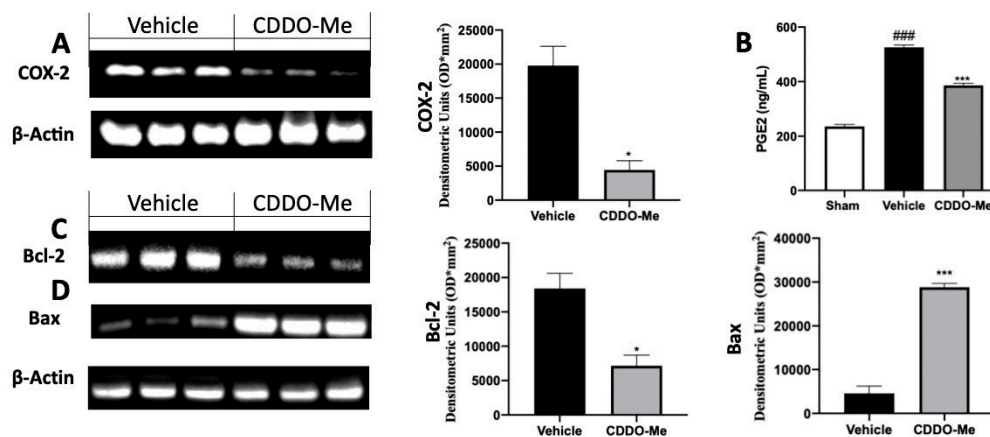 A
Vehicle CDDO-Me
COX-2
β-Actin
COX-2
Densitometric Units (OD*mm²)
25000
20000
15000
10000
5000
0
*
Vehicle CDDO-Me
B
PGE2 (ng/mL)
600
400
200
0
###
***
Sham Vehicle CDDO-Me
Vehicle CDDO-Me
C
Bcl-2
D
Bax
β-Actin
Bcl-2
Densitometric Units (OD*mm²)
25000
20000
15000
10000
5000
0
*
Vehicle CDDO-Me
Bax
Densitometric Units (OD*mm²)
40000
30000
20000
10000
0
***
Vehicle CDDO-Me